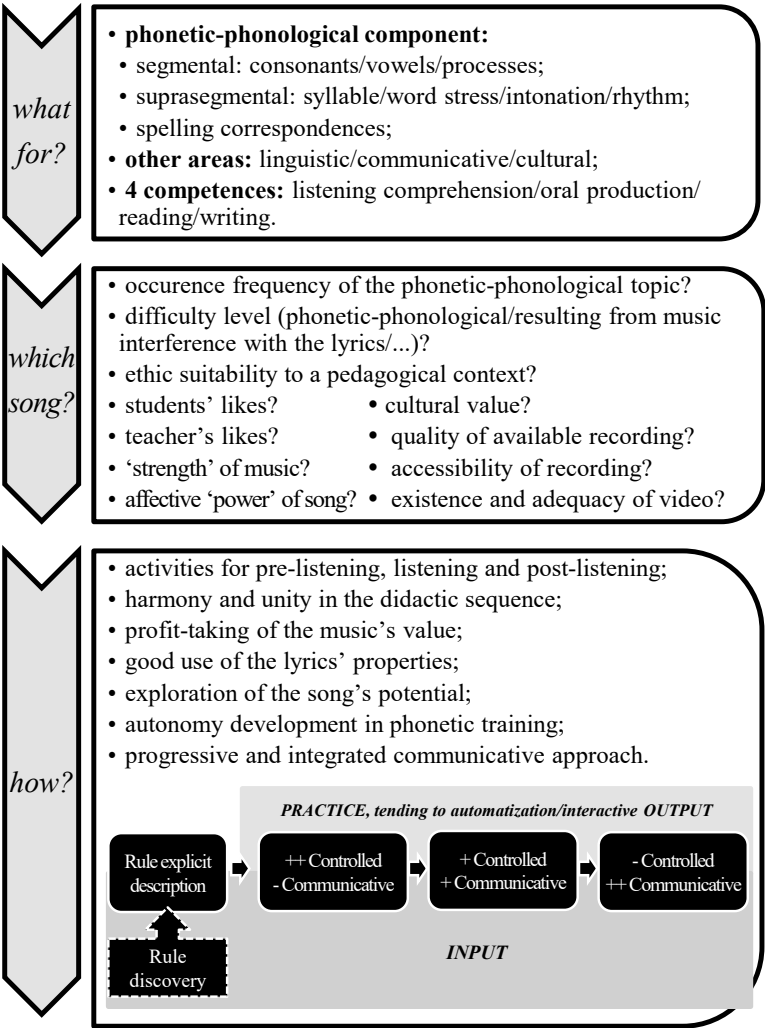 what
for?
• phonetic-phonological component:
• segmental: consonants/vowels/processes;
• suprasegmental: syllable/word stress/intonation/rhythm;
• spelling correspondences;
• other areas: linguistic/communicative/cultural;
• 4 competences: listening comprehension/oral production/
reading/writing.
which
song?
• occurence frequency of the phonetic-phonological topic?
• difficulty level (phonetic-phonological/resulting from music
interference with the lyrics/...)?
• ethic suitability to a pedagogical context?
• students’ likes?
• teacher’s likes?
• ‘strength’ of music?
• affective ‘power’ of song?
• cultural value?
• quality of available recording?
• accessibility of recording?
• existence and adequacy of video?
how?
• activities for pre-listening, listening and post-listening;
• harmony and unity in the didactic sequence;
• profit-taking of the music’s value;
• good use of the lyrics’ properties;
• exploration of the song’s potential;
• autonomy development in phonetic training;
• progressive and integrated communicative approach.
PRACTICE, tending to automatization/interactive OUTPUT
Rule explicit
description
++ Controlled
- Communicative
+ Controlled
+ Communicative
- Controlled
++ Communicative
Rule
discovery
INPUT